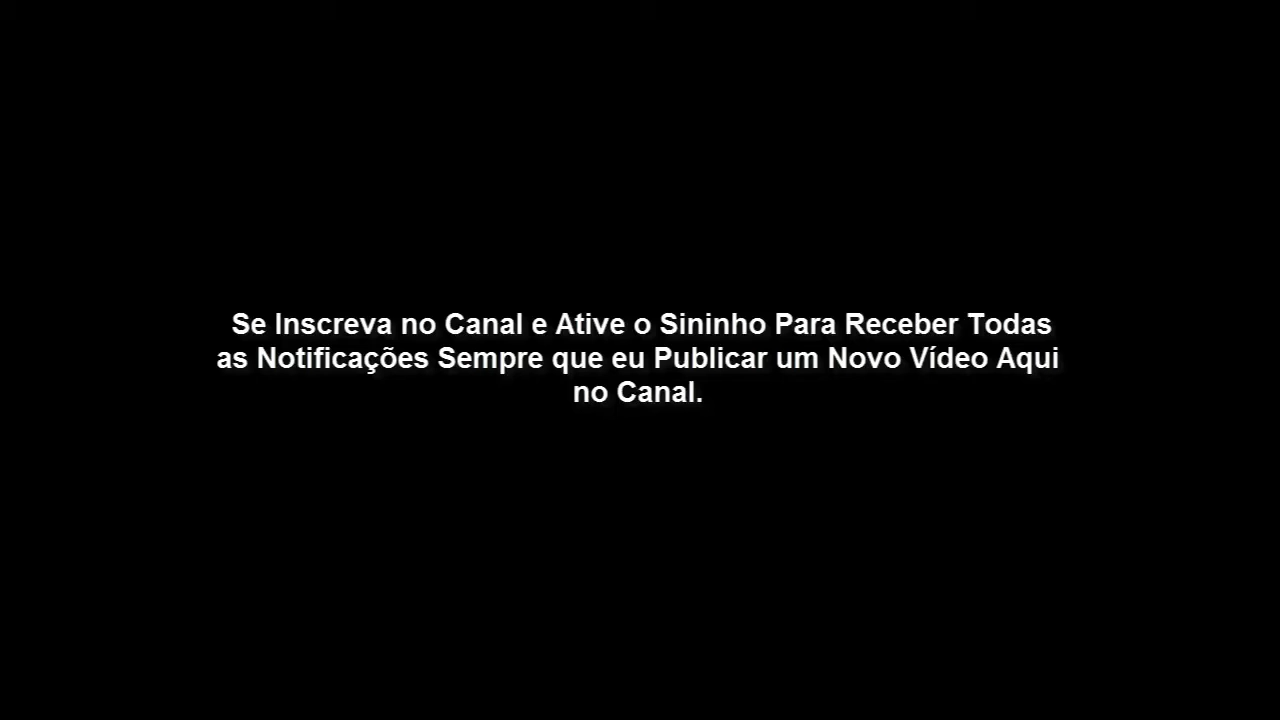 Se Inscreva no Canal e Ative o Sininho Para Receber Todas
as Notificações Sempre que eu Publicar um Novo Vídeo Aqui
no Canal.